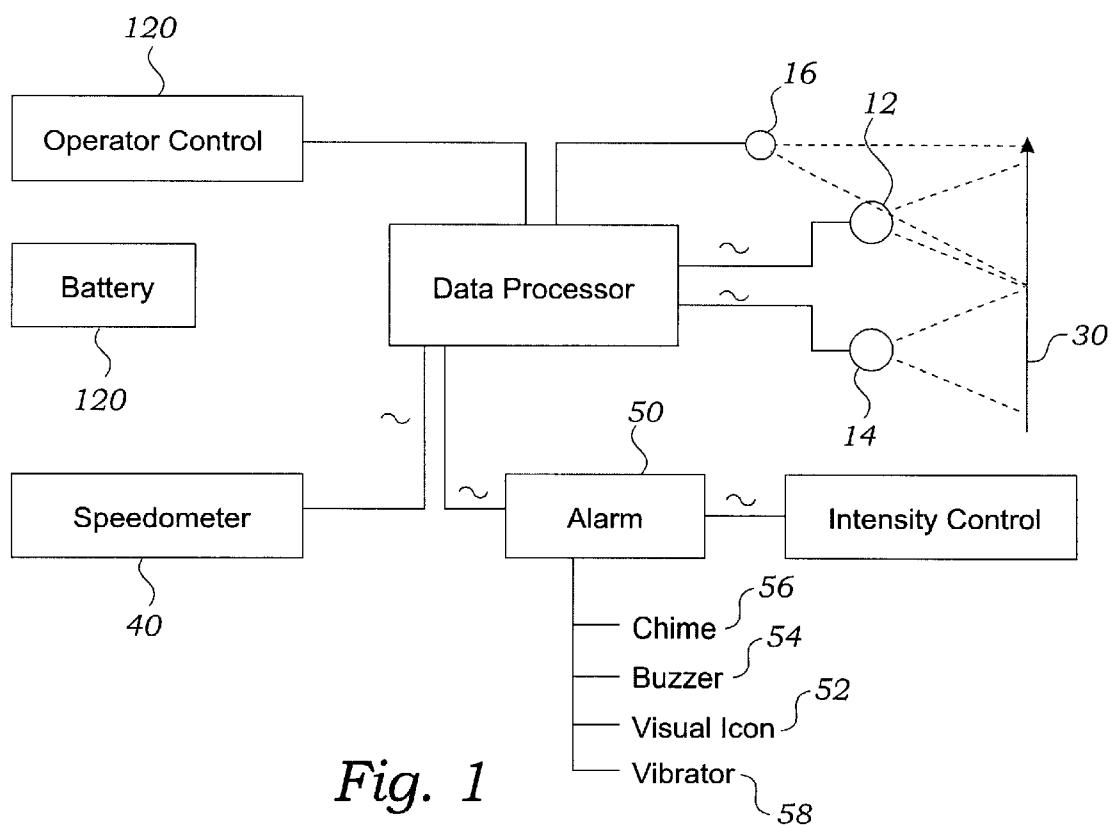 120
16
12
Operator Control
Battery
Data Processor
120
30
14
50
Speedometer
Alarm
Intensity Control
40
Chime 56
Buzzer 54
Visual Icon 52
Vibrator 58
Fig. 1